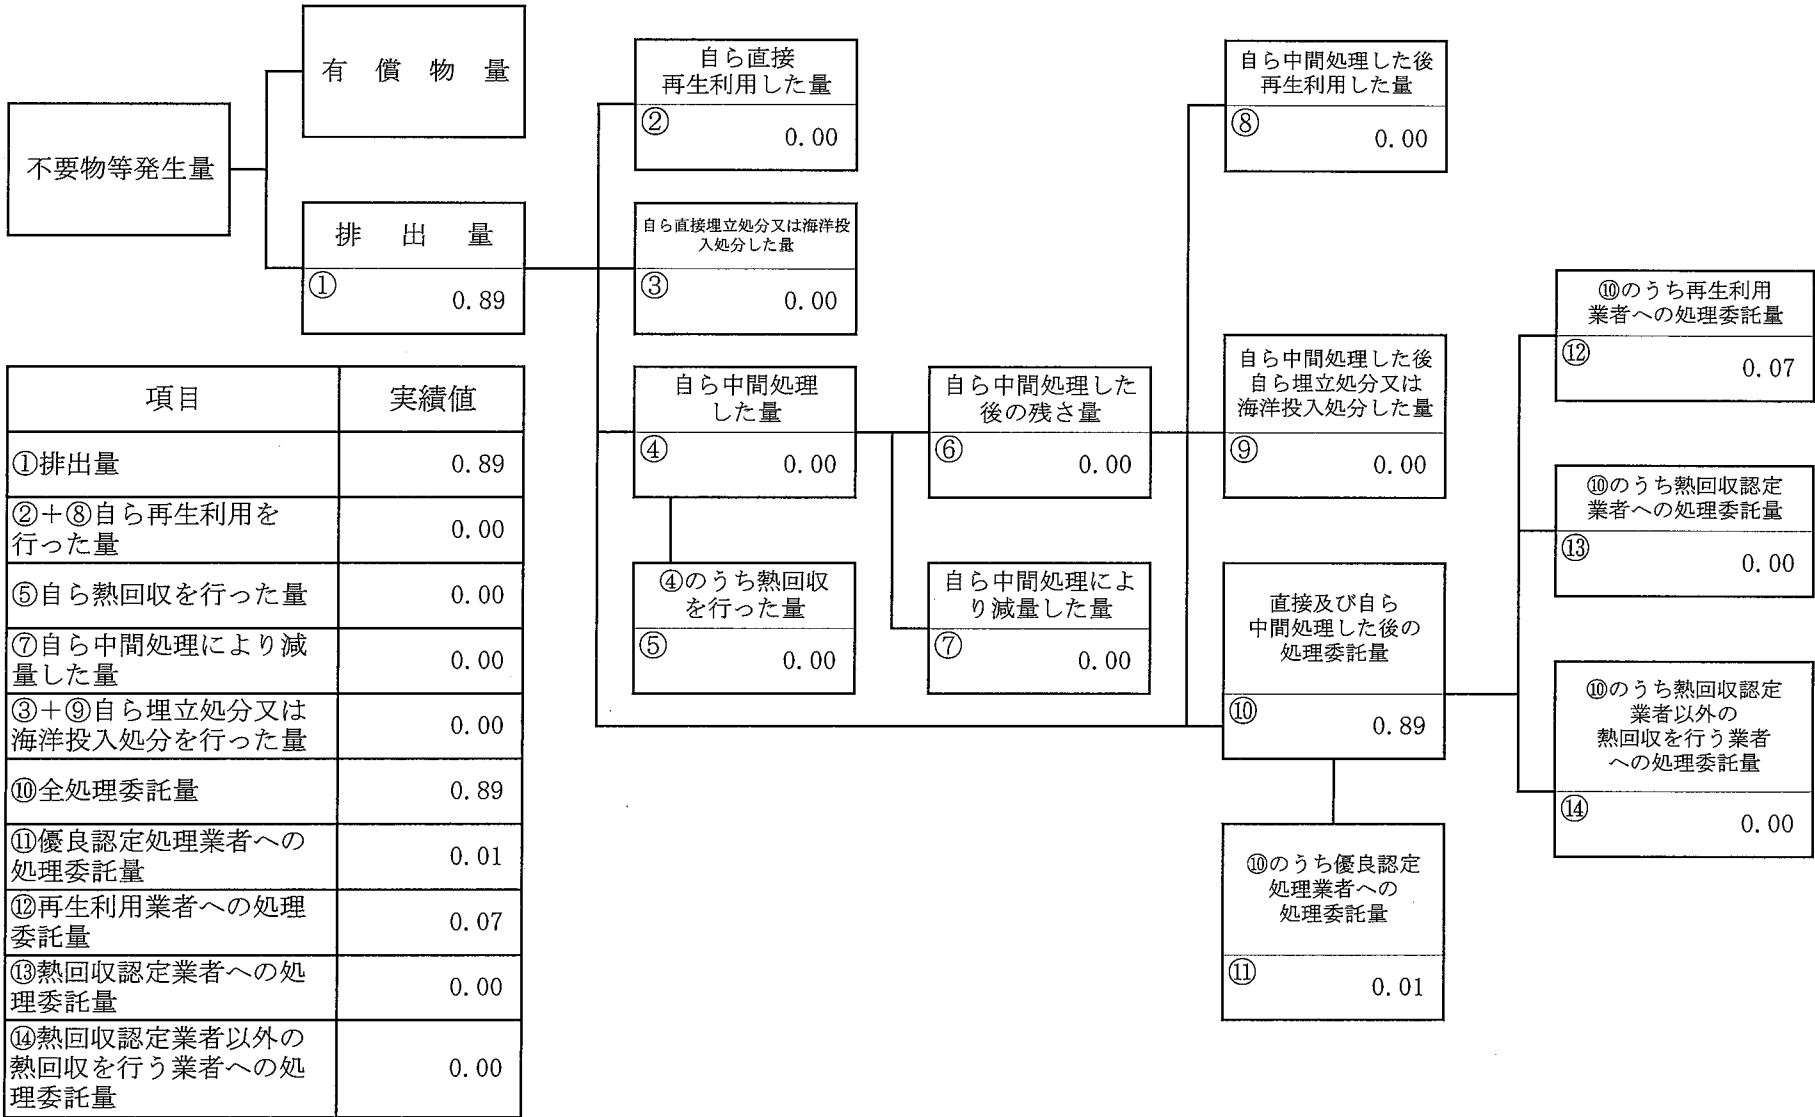 有償物量
不要物等発生量
排出量
①
0.89
自ら直接
再生利用した量
②
0.00
自ら直接埋立処分又は海洋投
入処分した量
③
0.00
自ら中間処理
した量
④
0.00
④のうち熱回収
を行った量
⑤
0.00
自ら中間処理した
後の残さ量
⑥
0.00
自ら中間処理によ
り減量した量
⑦
0.00
自ら中間処理した後
再生利用した量
⑧
0.00
自ら中間処理した後
自ら埋立処分又は
海洋投入処分した量
⑨
0.00
直接及び自ら
中間処理した後の
処理委託量
⑩
0.89
⑩のうち優良認定
処理業者への
処理委託量
⑪
0.01
⑩のうち再生利用
業者への処理委託量
⑫
0.07
⑩のうち熱回収認定
業者への処理委託量
⑬
0.00
⑩のうち熱回収認定
業者以外の
熱回収を行う業者
への処理委託量
⑭
0.00
項目 実績値
①排出量 0.89
②+⑧自ら再生利用を
行った量 0.00
⑤自ら熱回収を行った量 0.00
⑦自ら中間処理により減
量した量 0.00
③+⑨自ら埋立処分又は
海洋投入処分を行った量 0.00
⑩全処理委託量 0.89
⑪優良認定処理業者への
処理委託量 0.01
⑫再生利用業者への処理
委託量 0.07
⑬熱回収認定業者への処
理委託量 0.00
⑭熱回収認定業者以外の
熱回収を行う業者への処
理委託量 0.00